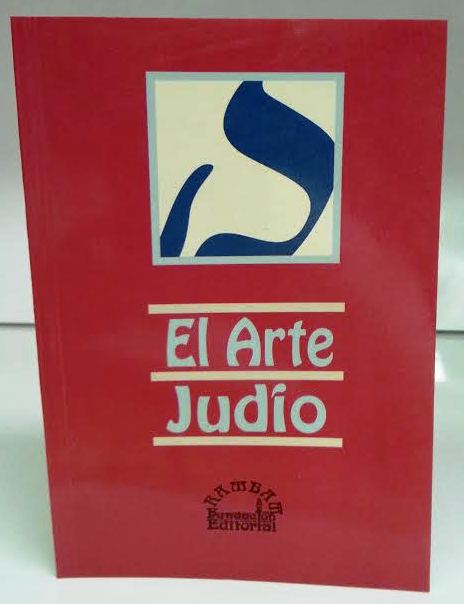 El Arte
Judío
RAMBAM
Fundación
Editorial